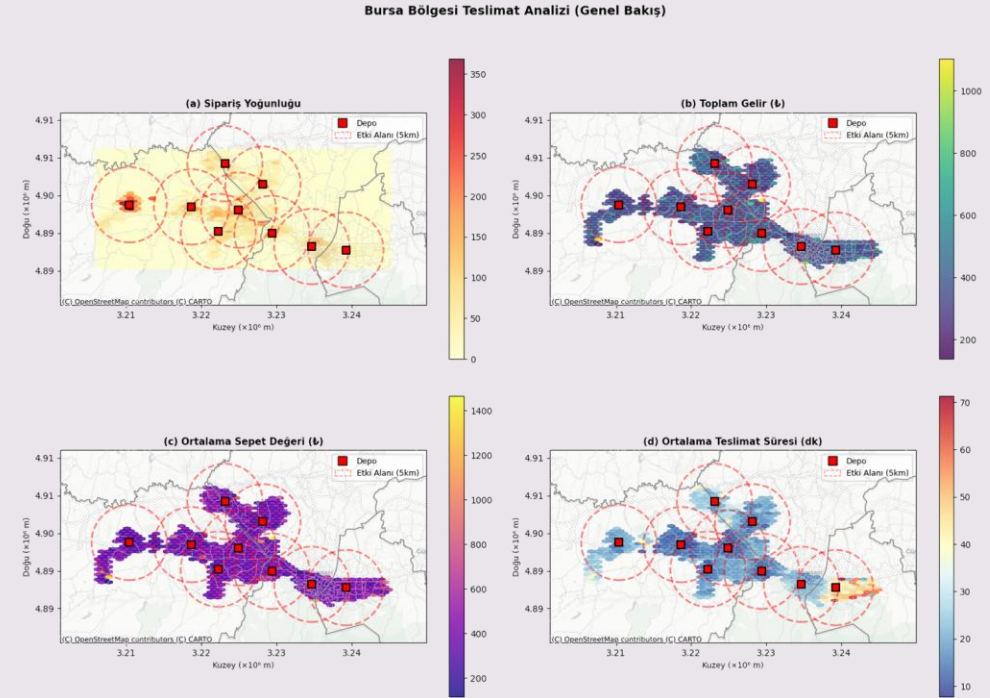 Bursa Bölgesi Teslimat Analizi (Genel Bakış)
(a) Sipariş Yoğunluğu
Depo
Etki Alanı (5km)
4.91
4.91
4.90
4.89
4.89
Doğu (×10⁶ m)
(C) OpenStreetMap contributors (C) CARTO
3.21
3.22
3.23
3.24
Kuzey (×10⁶ m)
350
300
250
200
150
100
50
0
(b) Toplam Gelir (₺)
Depo
Etki Alanı (5km)
4.91
4.91
4.90
4.89
4.89
Doğu (×10⁶ m)
(C) OpenStreetMap contributors (C) CARTO
3.21
3.22
3.23
3.24
Kuzey (×10⁶ m)
1000
800
600
400
200
(c) Ortalama Sepet Değeri (₺)
Depo
Etki Alanı (5km)
4.91
4.91
4.90
4.89
4.89
Doğu (×10⁶ m)
(C) OpenStreetMap contributors (C) CARTO
3.21
3.22
3.23
3.24
Kuzey (×10⁶ m)
1400
1200
1000
800
600
400
200
(d) Ortalama Teslimat Süresi (dk)
Depo
Etki Alanı (5km)
4.91
4.91
4.90
4.89
4.89
Doğu (×10⁶ m)
(C) OpenStreetMap contributors (C) CARTO
3.21
3.22
3.23
3.24
Kuzey (×10⁶ m)
70
60
50
40
30
20
10